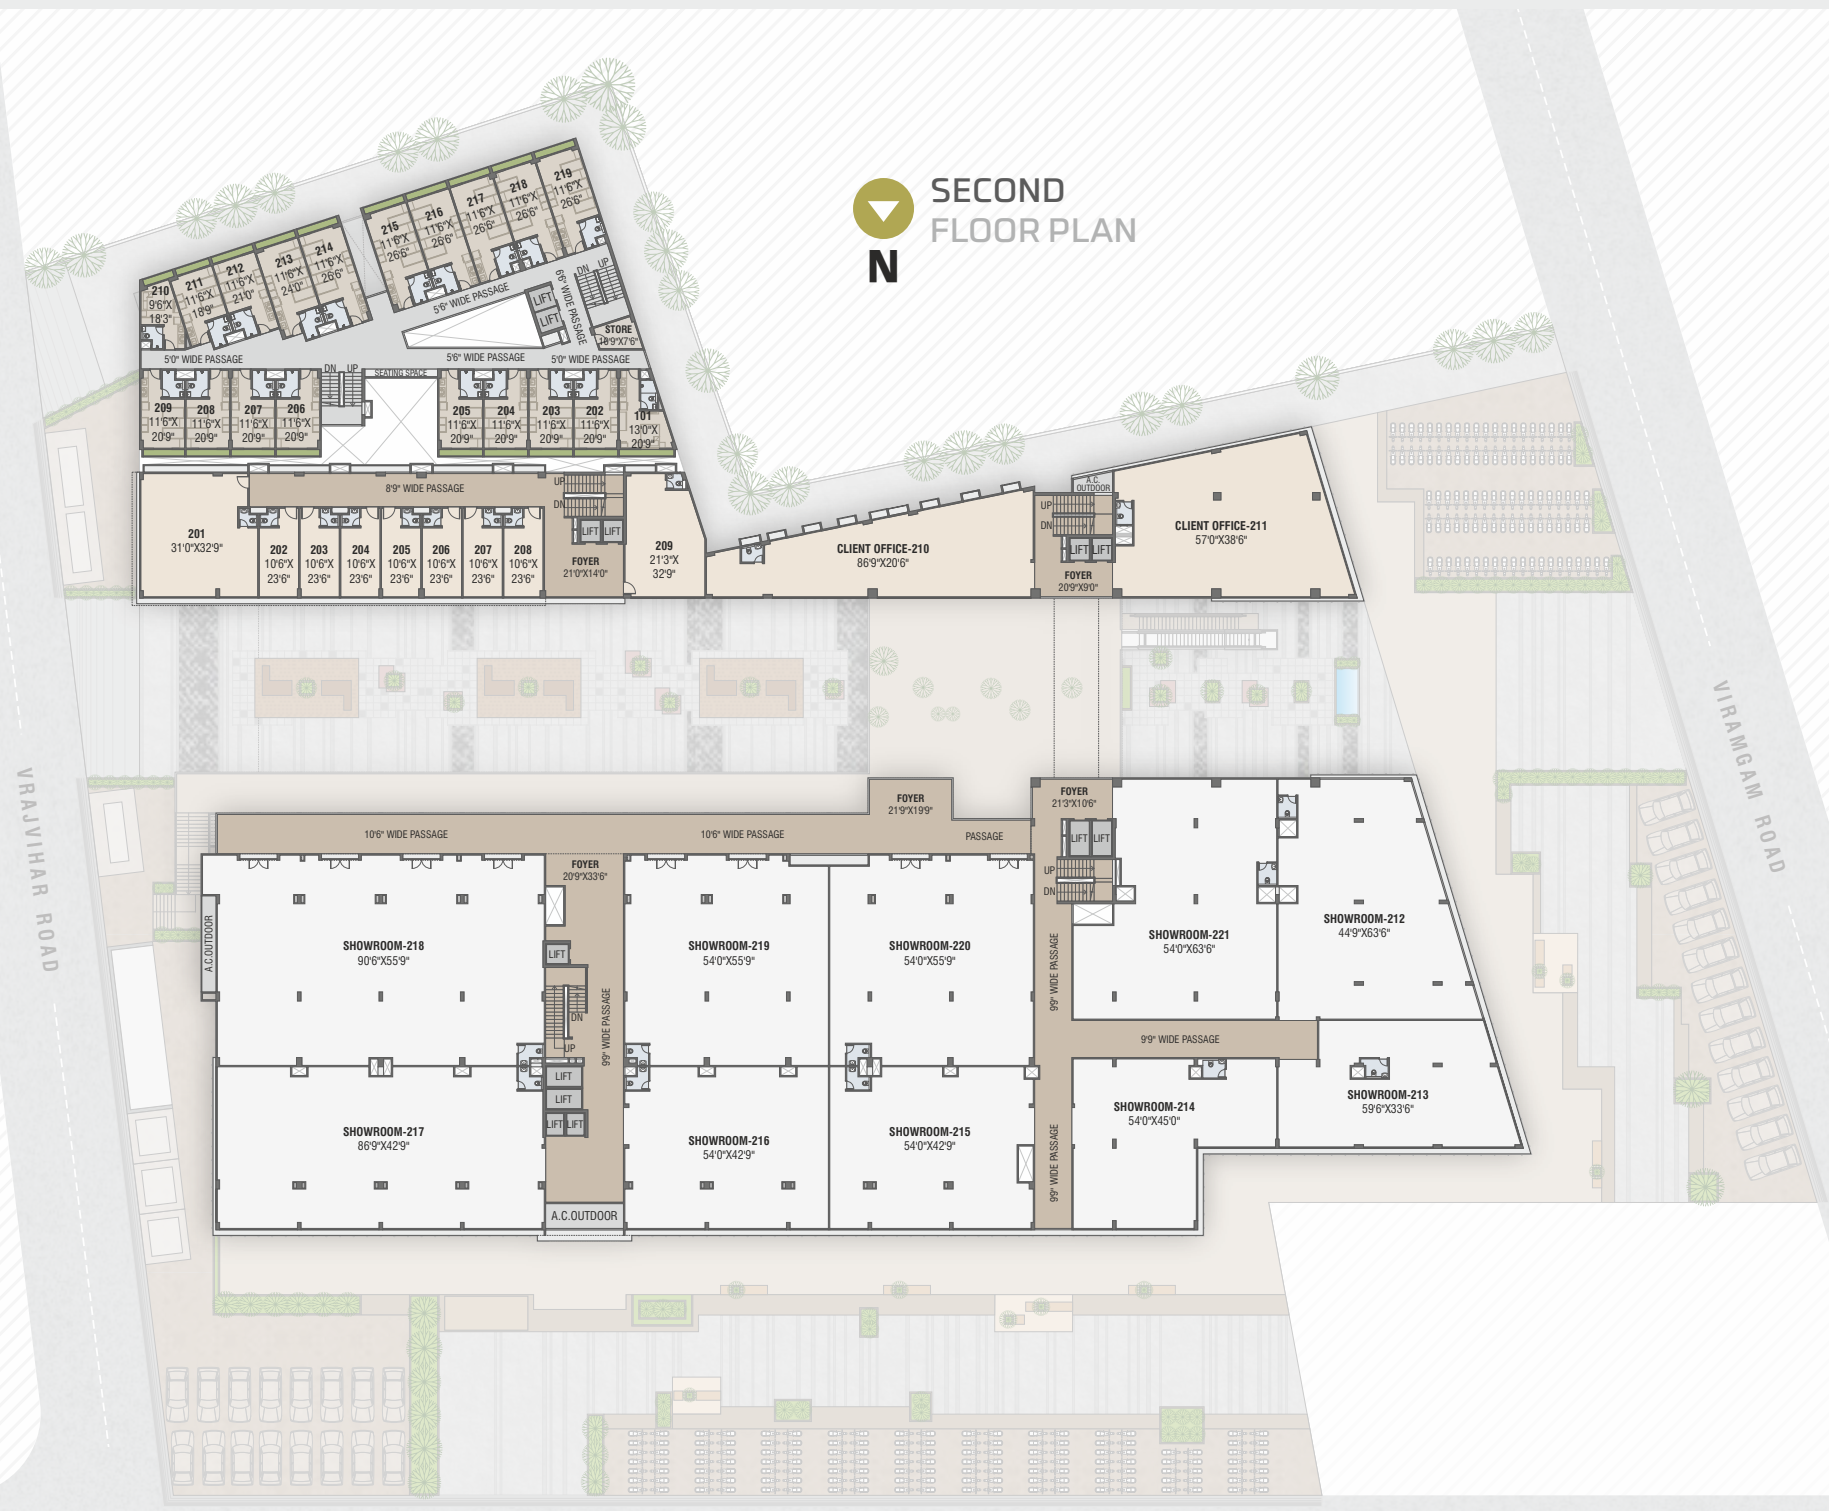 SECOND
FLOOR PLAN
N
219
11'6"X
26'6"
218
11'6"X
26'6"
217
11'6"X
26'6"
216
11'6"X
26'6"
215
11'6"X
26'6"
214
11'6"X
26'6"
213
11'6"X
24'0"
212
11'6"X
21'0"
211
11'6"X
18'9"
210
9'6"X
18'3"
5'6" WIDE PASSAGE
6'6" WIDE PASSAGE
DN
UP
LIFT
LIFT
STORE
5'0" WIDE PASSAGE
5'6" WIDE PASSAGE
5'0" WIDE PASSAGE
DN
UP
SEATING SPACE
209
11'6"X
20'9"
208
11'6"X
20'9"
207
11'6"X
20'9"
206
11'6"X
20'9"
205
11'6"X
20'9"
204
11'6"X
20'9"
203
11'6"X
20'9"
202
11'6"X
20'9"
101
13'0"X
20'9"
8'9" WIDE PASSAGE
UP
DN
LIFT
LIFT
201
31'0"X32'9"
202
10'6"X
23'6"
203
10'6"X
23'6"
204
10'6"X
23'6"
205
10'6"X
23'6"
206
10'6"X
23'6"
207
10'6"X
23'6"
208
10'6"X
23'6"
FOYER
21'0"X14'0"
209
21'3"X
32'9"
CLIENT OFFICE-210
86'9"X20'6"
A.C.
OUTDOOR
UP
DN
LIFT
LIFT
FOYER
20'9"X9'0"
CLIENT OFFICE-211
57'0"X38'6"
VRAJVIHAR ROAD
VIRAMGAM ROAD
FOYER
21'9"X19'9"
FOYER
21'3"X10'6"
10'6" WIDE PASSAGE
10'6" WIDE PASSAGE
PASSAGE
LIFT
LIFT
UP
DN
FOYER
20'9"X33'6"
A.C.OUTDOOR
SHOWROOM-218
90'6"X55'9"
LIFT
DN
UP
9'9" WIDE PASSAGE
SHOWROOM-219
54'0"X55'9"
SHOWROOM-220
54'0"X55'9"
9'9" WIDE PASSAGE
SHOWROOM-221
54'0"X63'6"
SHOWROOM-212
44'9"X63'6"
9'9" WIDE PASSAGE
LIFT
LIFT
LIFT
LIFT
SHOWROOM-217
86'9"X42'9"
SHOWROOM-216
54'0"X42'9"
SHOWROOM-215
54'0"X42'9"
9'9" WIDE PASSAGE
SHOWROOM-214
54'0"X45'0"
SHOWROOM-213
59'6"X33'6"
A.C.OUTDOOR